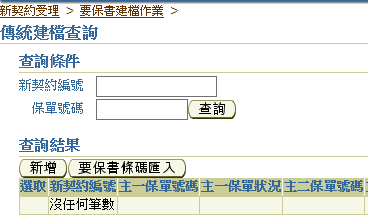 新契約受理 > 要保書建檔作業 >
傳統建檔查詢
查詢條件
新契約編號
保單號碼 查詢
查詢結果
新增 要保書條碼匯入
選取 新契約編號 主一保單號碼 主一保單狀況 主二保單號碼
沒任何筆數